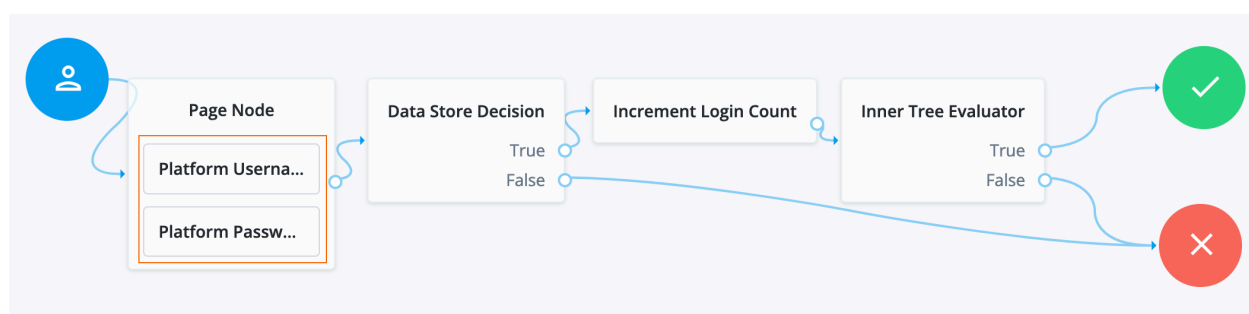 Page Node
Platform Userna...
Platform Passw...
Data Store Decision
True
False
Increment Login Count
Inner Tree Evaluator
True
False